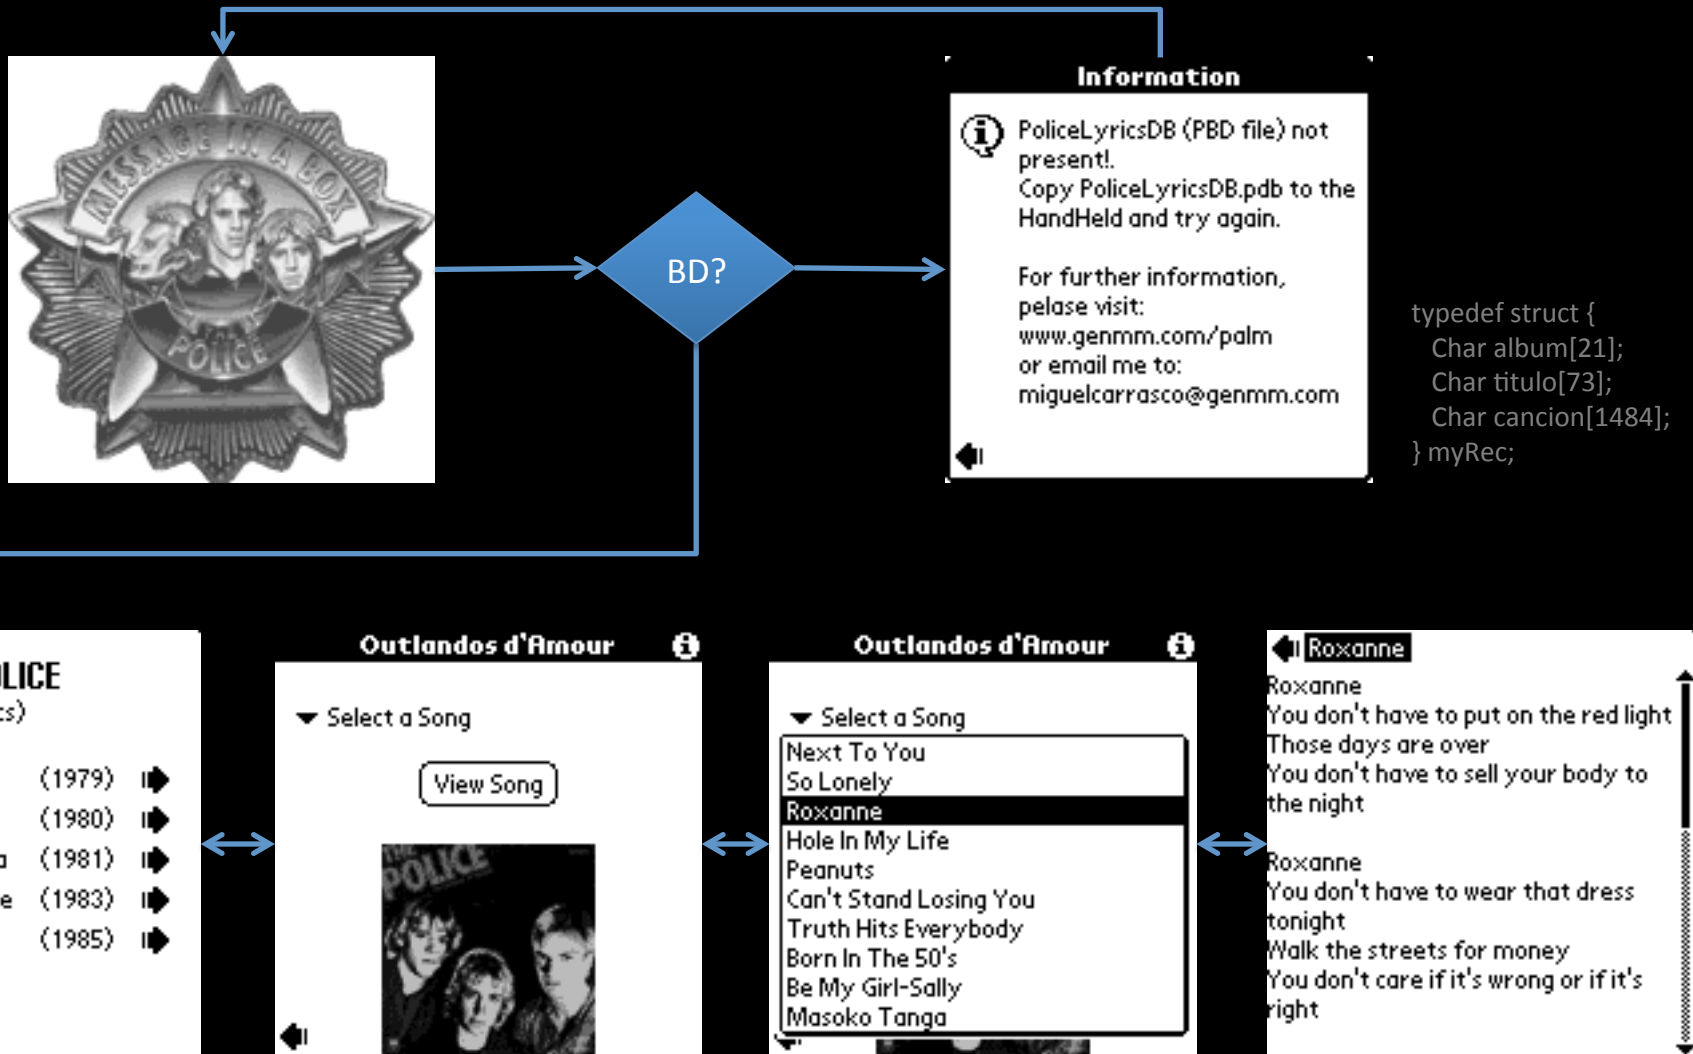 MESSAGE IN A BOX
POLICE
BD?
Information
PoliceLyricsDB (PBD file) not
present!.
Copy PoliceLyricsDB.pdb to the
HandHeld and try again.
For further information,
pelase visit:
www.genmm.com/palm
or email me to:
miguelcarrasco@genmm.com
typedef struct {
Char album[21];
Char titulo[73];
Char cancion[1484];
} myRec;
(1979)
(1980)
(1981)
(1983)
(1985)
Outlandos d'Amour
Select a Song
View Song
THE
POLICE
Outlandos d'Amour
Select a Song
Next To You
So Lonely
Roxanne
Hole In My Life
Peanuts
Can't Stand Losing You
Truth Hits Everybody
Born In The 50's
Be My Girl-Sally
Masoko Tanga
Roxanne
Roxanne
You don't have to put on the red light
Those days are over
You don't have to sell your body to
the night
Roxanne
You don't have to wear that dress
tonight
Walk the streets for money
You don't care if it's wrong or if it's
right